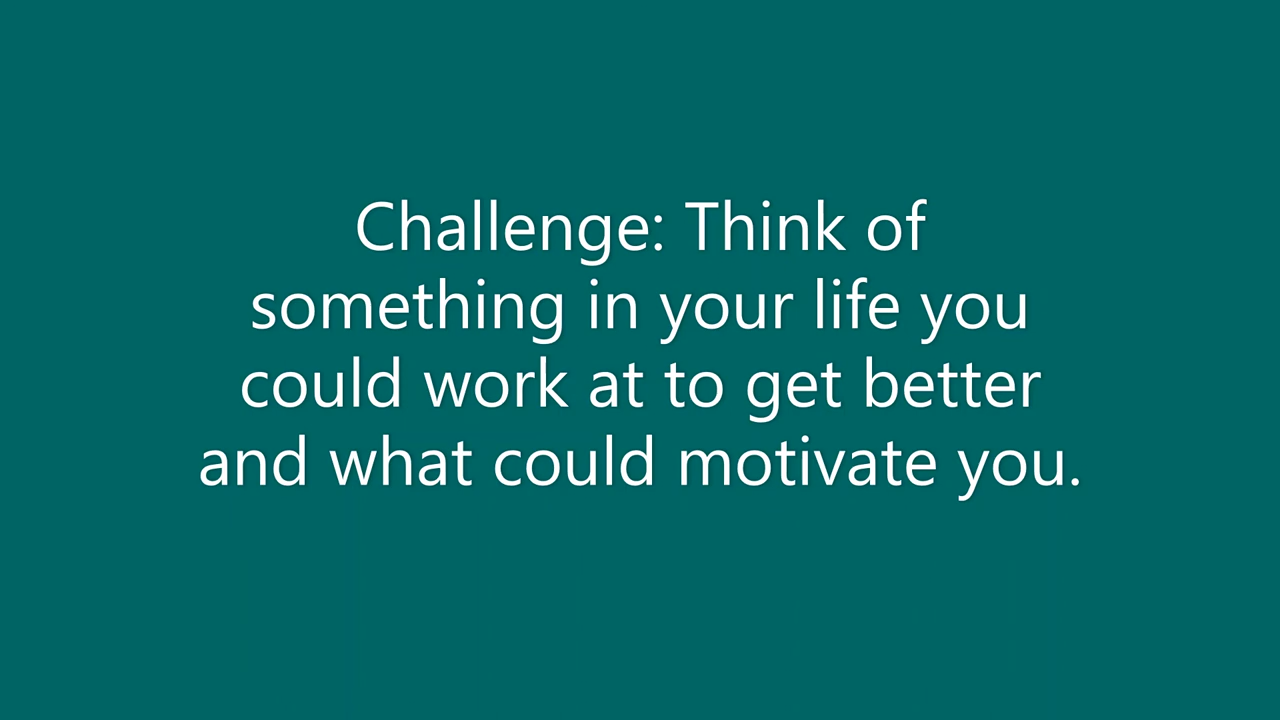 Challenge: Think of
something in your life you
could work at to get better
and what could motivate you.